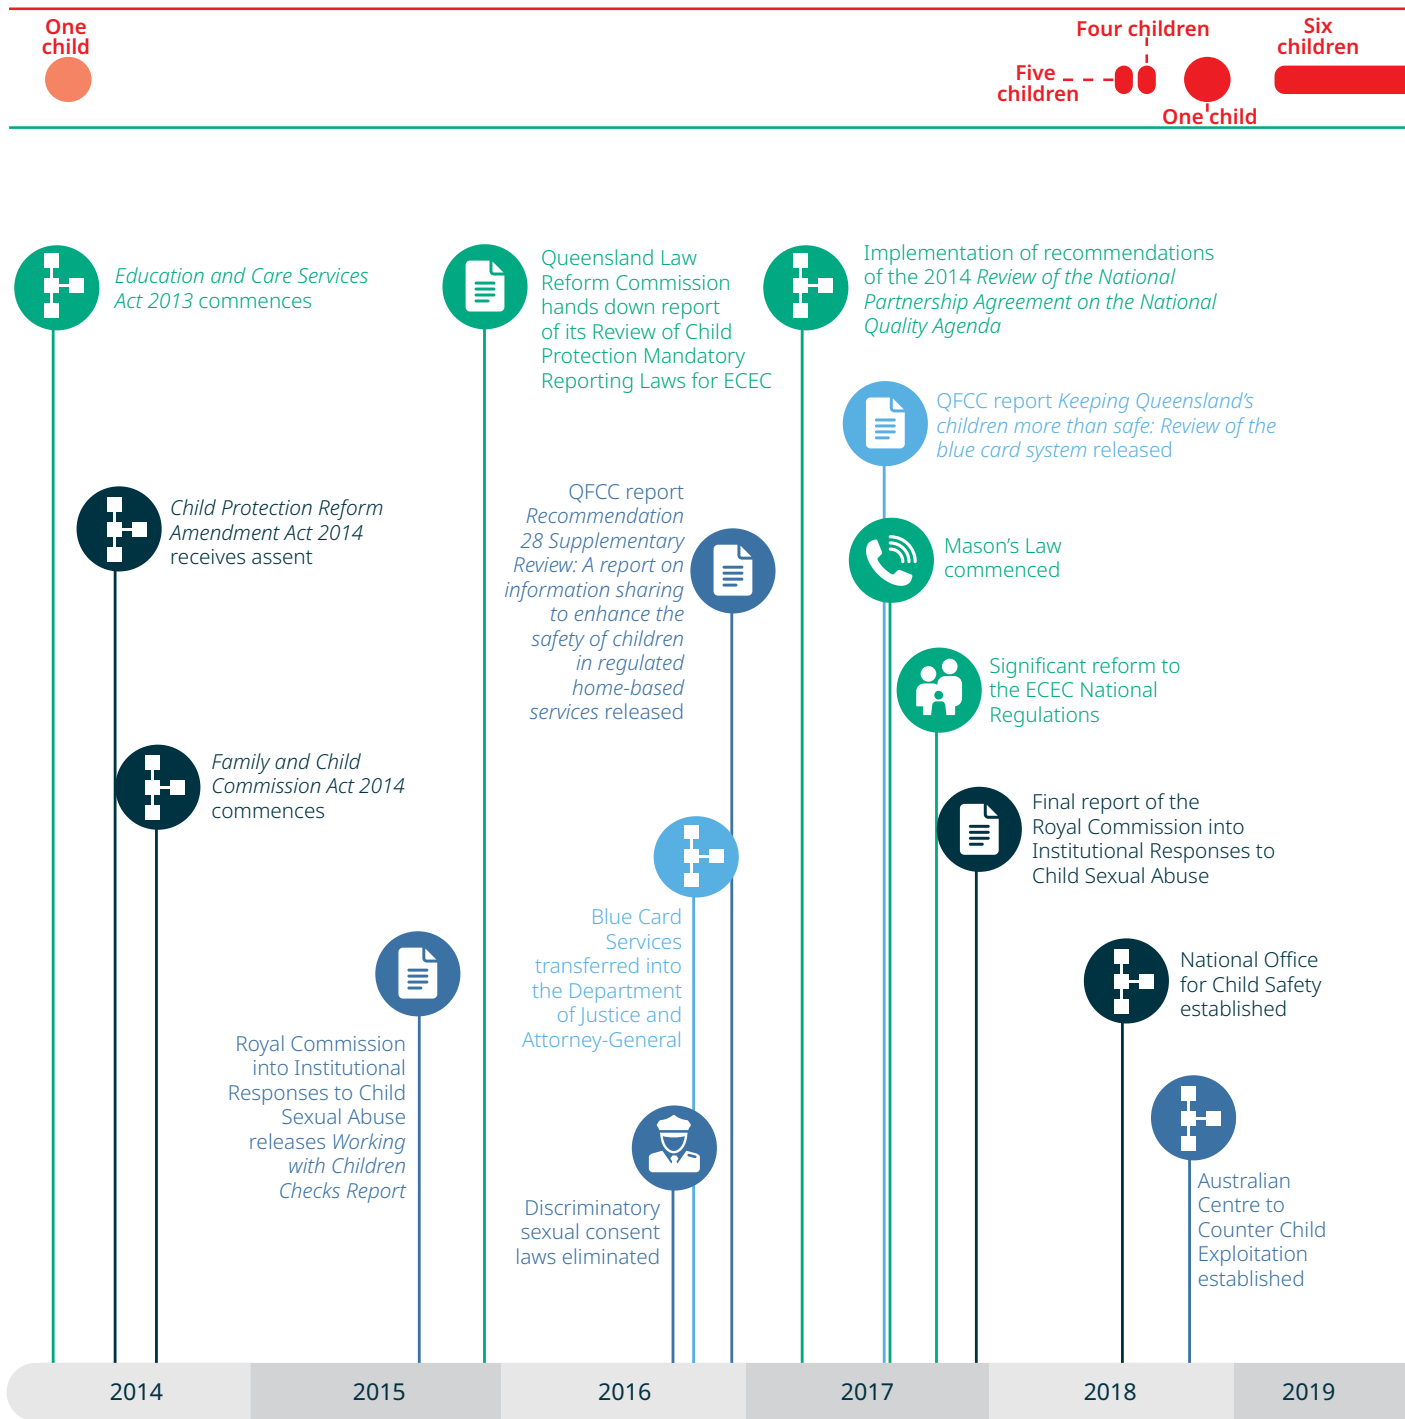 One
child
Four children
Six
children
Five
children
One child
Education and Care Services
Act 2013 commences
Queensland Law
Reform Commission
hands down report
of its Review of Child
Protection Mandatory
Reporting Laws for ECEC
Implementation of recommendations
of the 2014 Review of the National
Partnership Agreement on the National
Quality Agenda
QFCC report Keeping Queensland’s
children more than safe: Review of the
blue card system released
Child Protection Reform
Amendment Act 2014
receives assent
QFCC report
Recommendation
28 Supplementary
Review: A report on
information sharing
to enhance the
safety of children
in regulated
home-based
services released
Mason’s Law
commenced
Significant reform to
the ECEC National
Regulations
Family and Child
Commission Act 2014
commences
Final report of the
Royal Commission into
Institutional Responses to
Child Sexual Abuse
Blue Card
Services
transferred into
the Department
of Justice and
Attorney-General
National Office
for Child Safety
established
Royal Commission
into Institutional
Responses to Child
Sexual Abuse
releases Working
with Children
Checks Report
Discriminatory
sexual consent
laws eliminated
Australian
Centre to
Counter Child
Exploitation
established
2014
2015
2016
2017
2018
2019